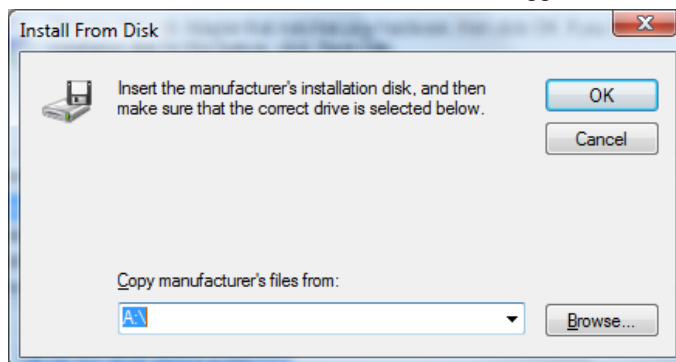 Install From Disk
Insert the manufacturer's installation disk, and then
make sure that the correct drive is selected below.
OK
Cancel
Copy manufacturer's files from:
A:\
Browse...